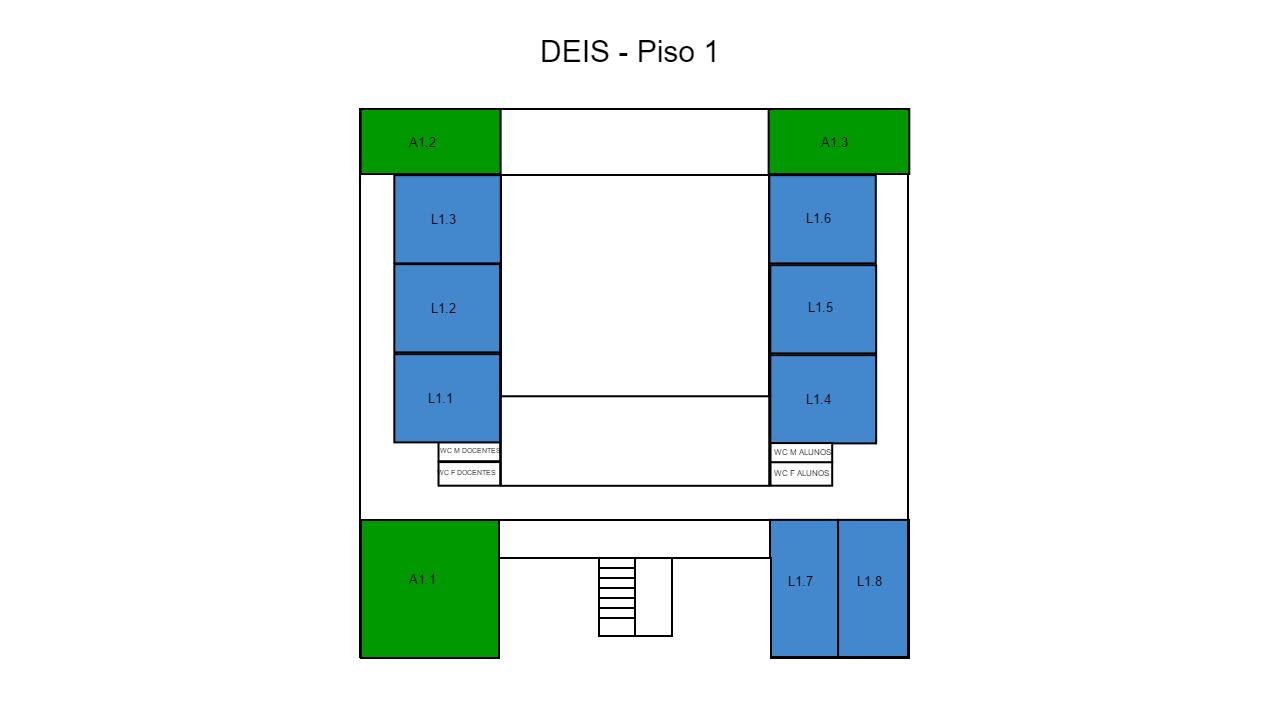 DEIS - Piso 1
A1.2
A1.3
L1.3
L1.6
L1.2
L1.5
L1.1
L1.4
WC M DOCENTES
WC M ALUNOS
WC F DOCENTES
WC F ALUNOS
A1.1
L1.7
L1.8